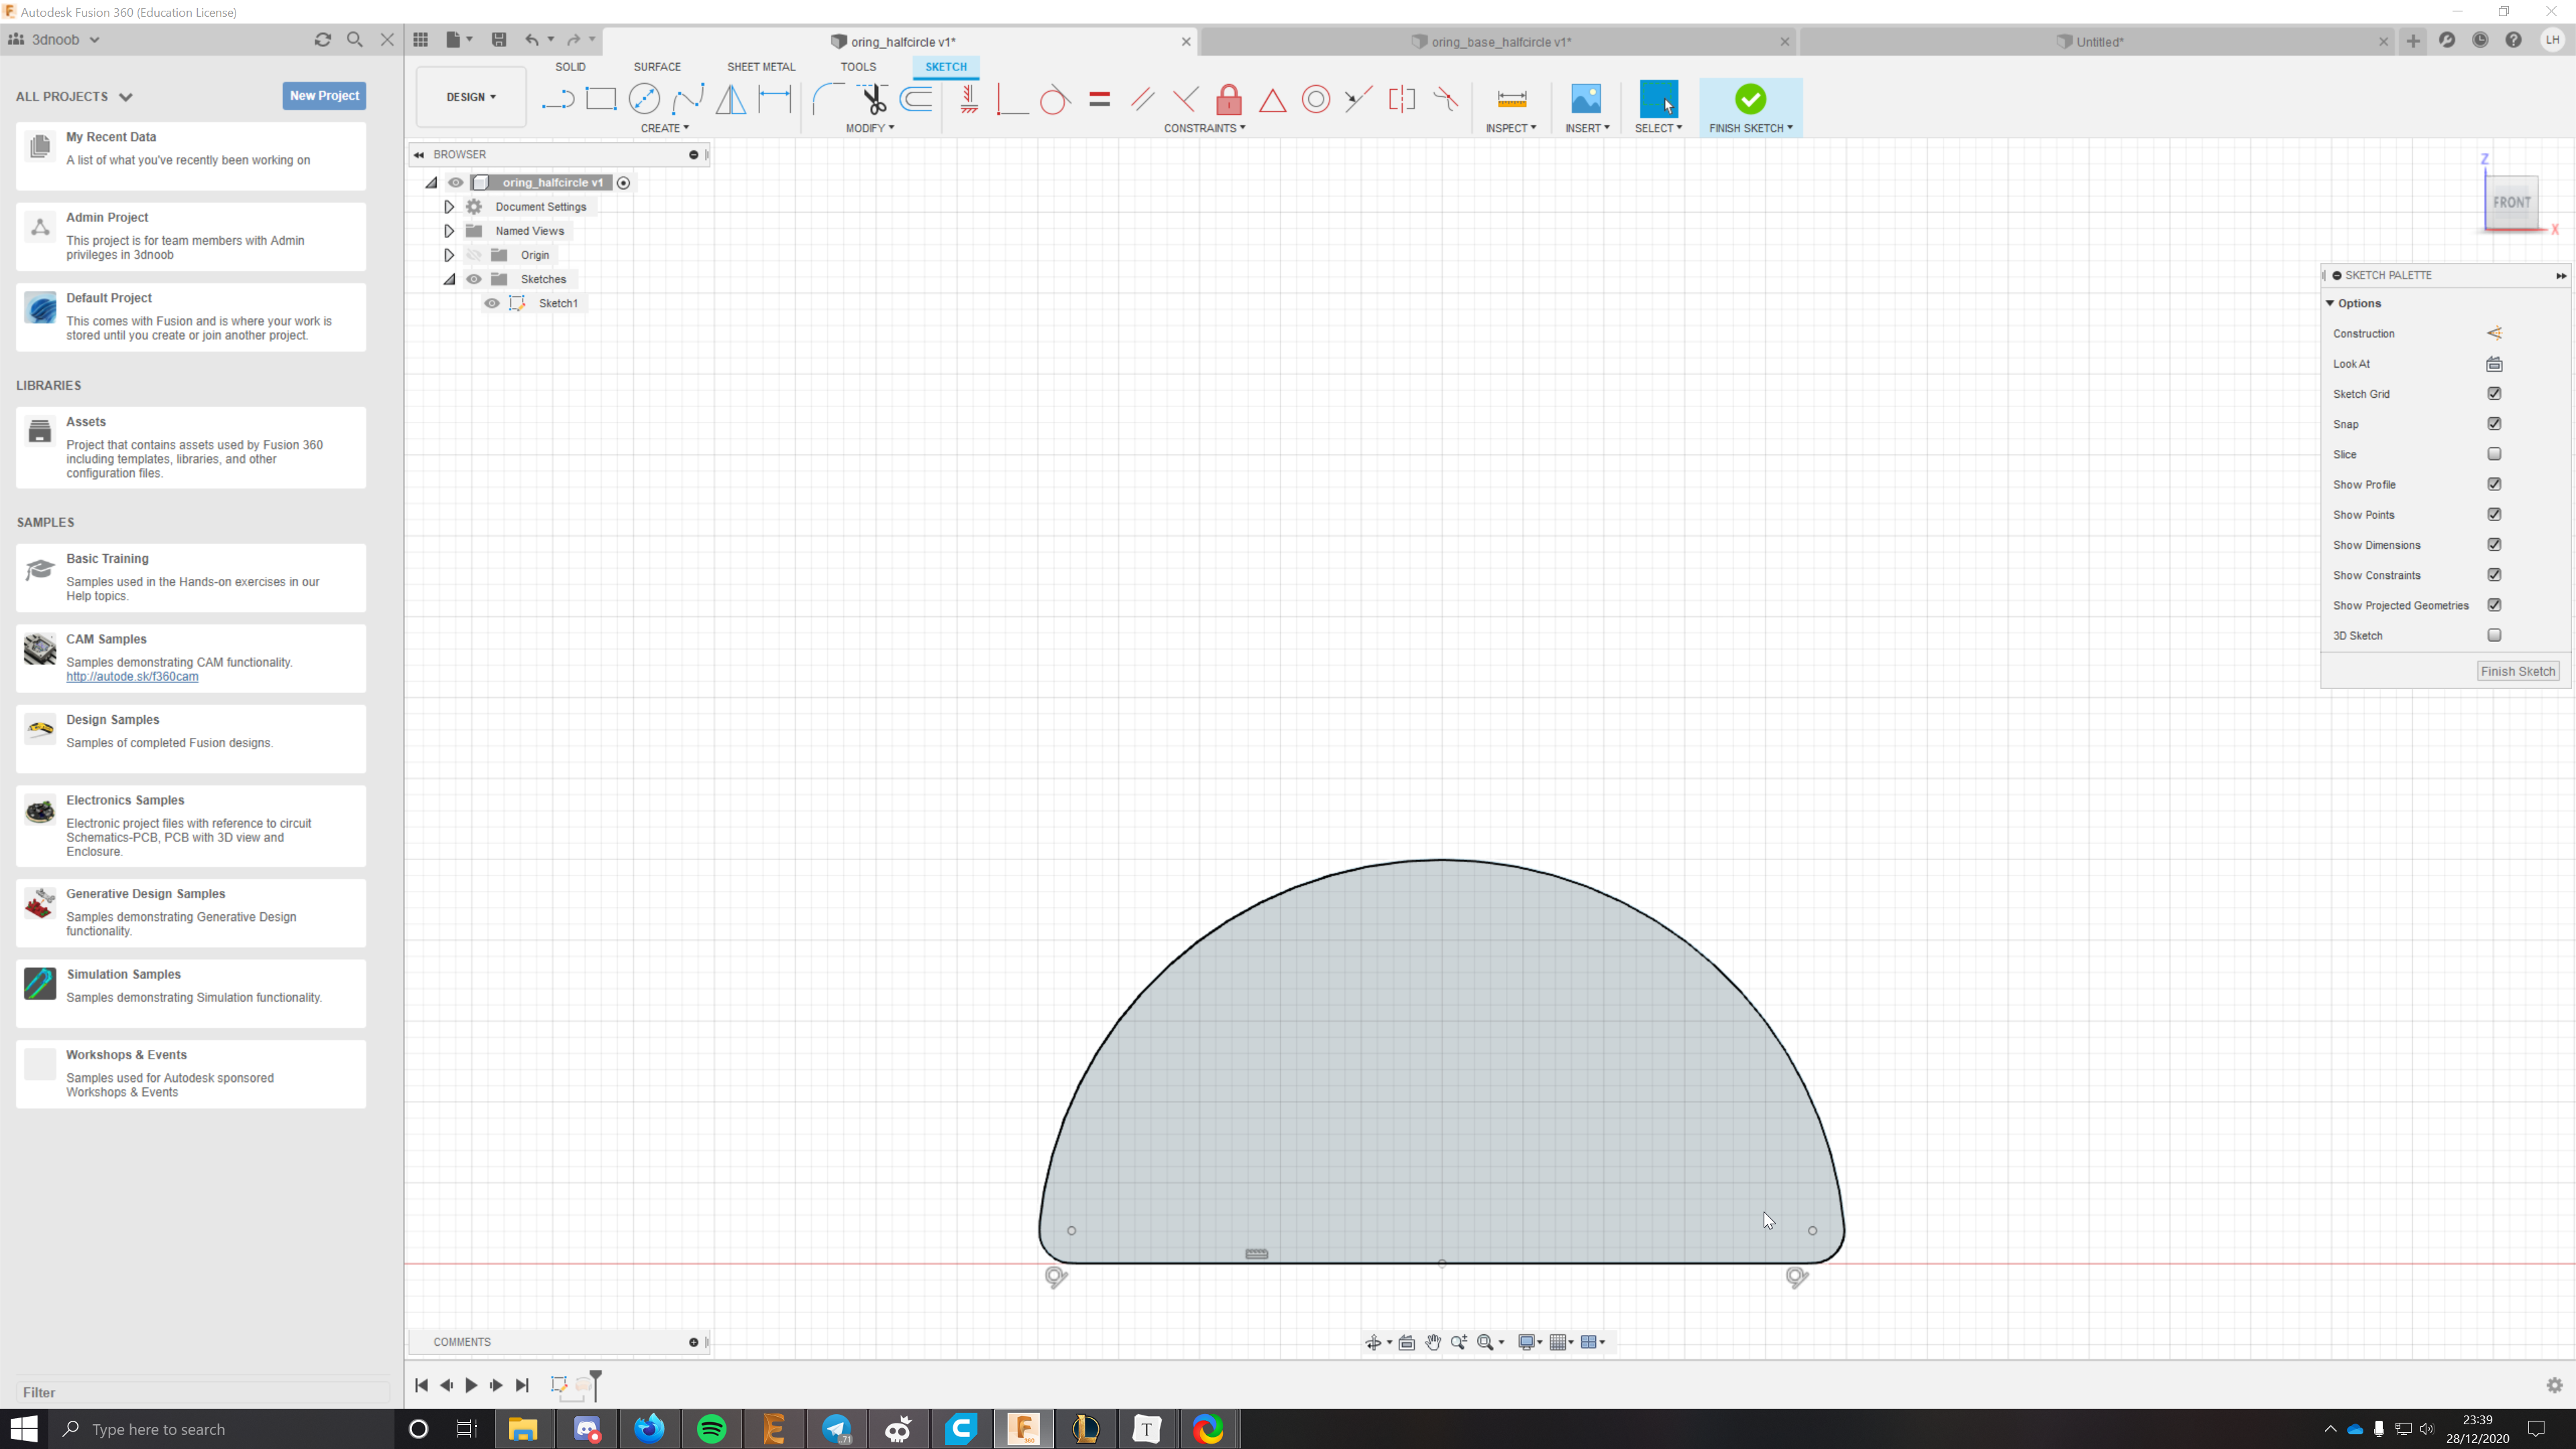 Autodesk Fusion 360 (Education License)
3dnoob
oring_halfcircle v1*
oring_base_halfcircle v1*
Untitled*
LH
SOLID
SURFACE
SHEET METAL
TOOLS
SKETCH
DESIGN
CREATE
MODIFY
CONSTRAINTS
INSPECT
INSERT
SELECT
FINISH SKETCH
ALL PROJECTS
New Project
My Recent Data
A list of what you've recently been working on
Admin Project
This project is for team members with Admin
privileges in 3dnoob
Default Project
This comes with Fusion and is where your work is
stored until you create or join another project.
LIBRARIES
Assets
Project that contains assets used by Fusion 360
including templates, libraries, and other
configuration files.
SAMPLES
Basic Training
Samples used in the Hands-on exercises in our
Help topics.
CAM Samples
Samples demonstrating CAM functionality.
http://autode.sk/f360cam
Design Samples
Samples of completed Fusion designs.
Electronics Samples
Electronic project files with reference to circuit
Schematics-PCB, PCB with 3D view and
Enclosure.
Generative Design Samples
Samples demonstrating Generative Design
functionality.
Simulation Samples
Samples demonstrating Simulation functionality.
Workshops & Events
Samples used for Autodesk sponsored
Workshops & Events
Filter
BROWSER
oring_halfcircle v1
Document Settings
Named Views
Origin
Sketches
Sketch1
Z
FRONT
X
SKETCH PALETTE
Options
Construction
Look At
Sketch Grid
Snap
Slice
Show Profile
Show Points
Show Dimensions
Show Constraints
Show Projected Geometries
3D Sketch
Finish Sketch
COMMENTS
Type here to search
71
F
360
T
23:39
28/12/2020